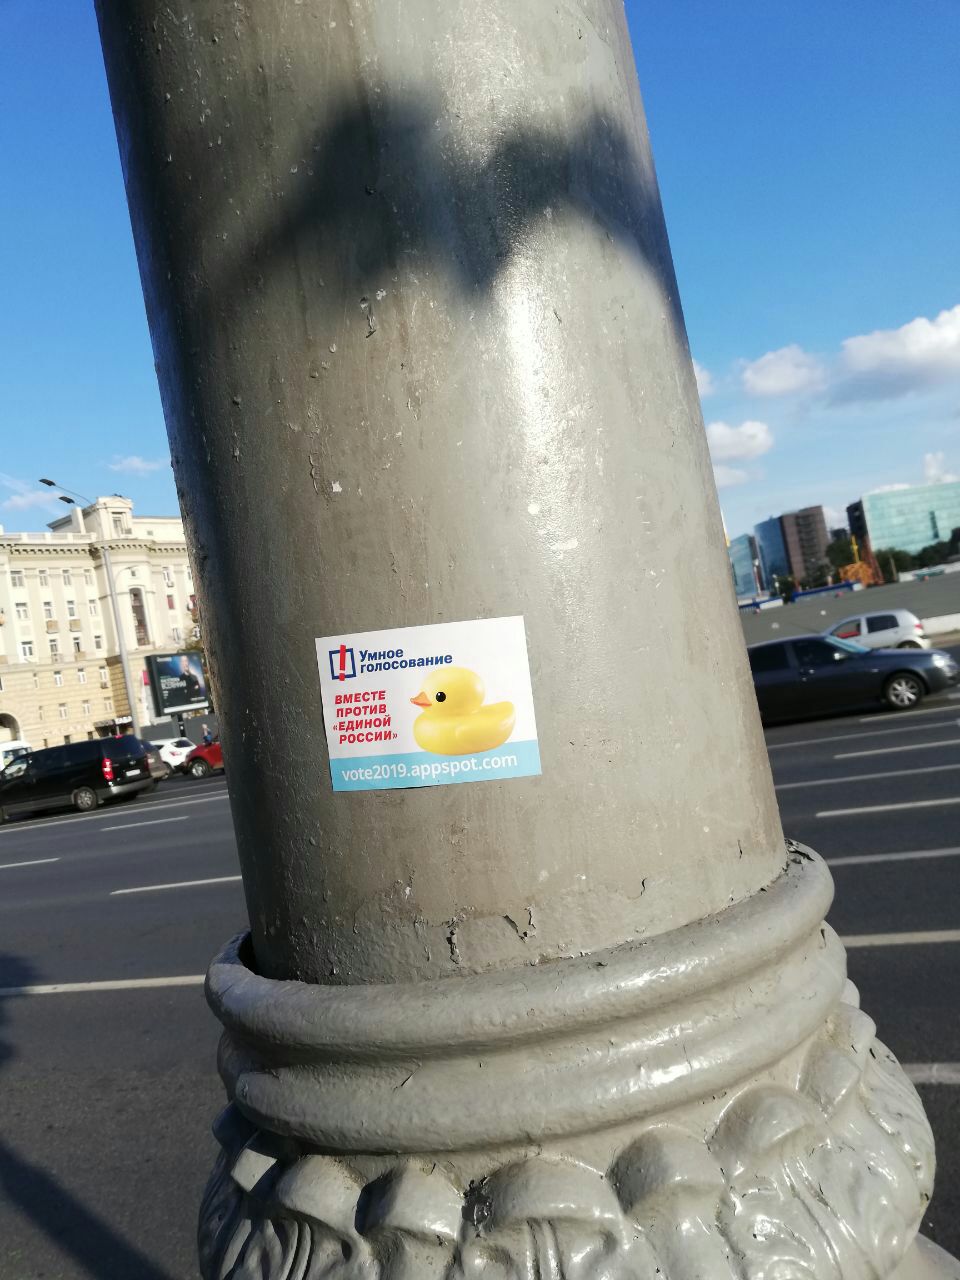 Умное
голосование
ВМЕСТЕ
ПРОТИВ
«ЕДИНОЙ
РОССИИ»
vote2019.appspot.com